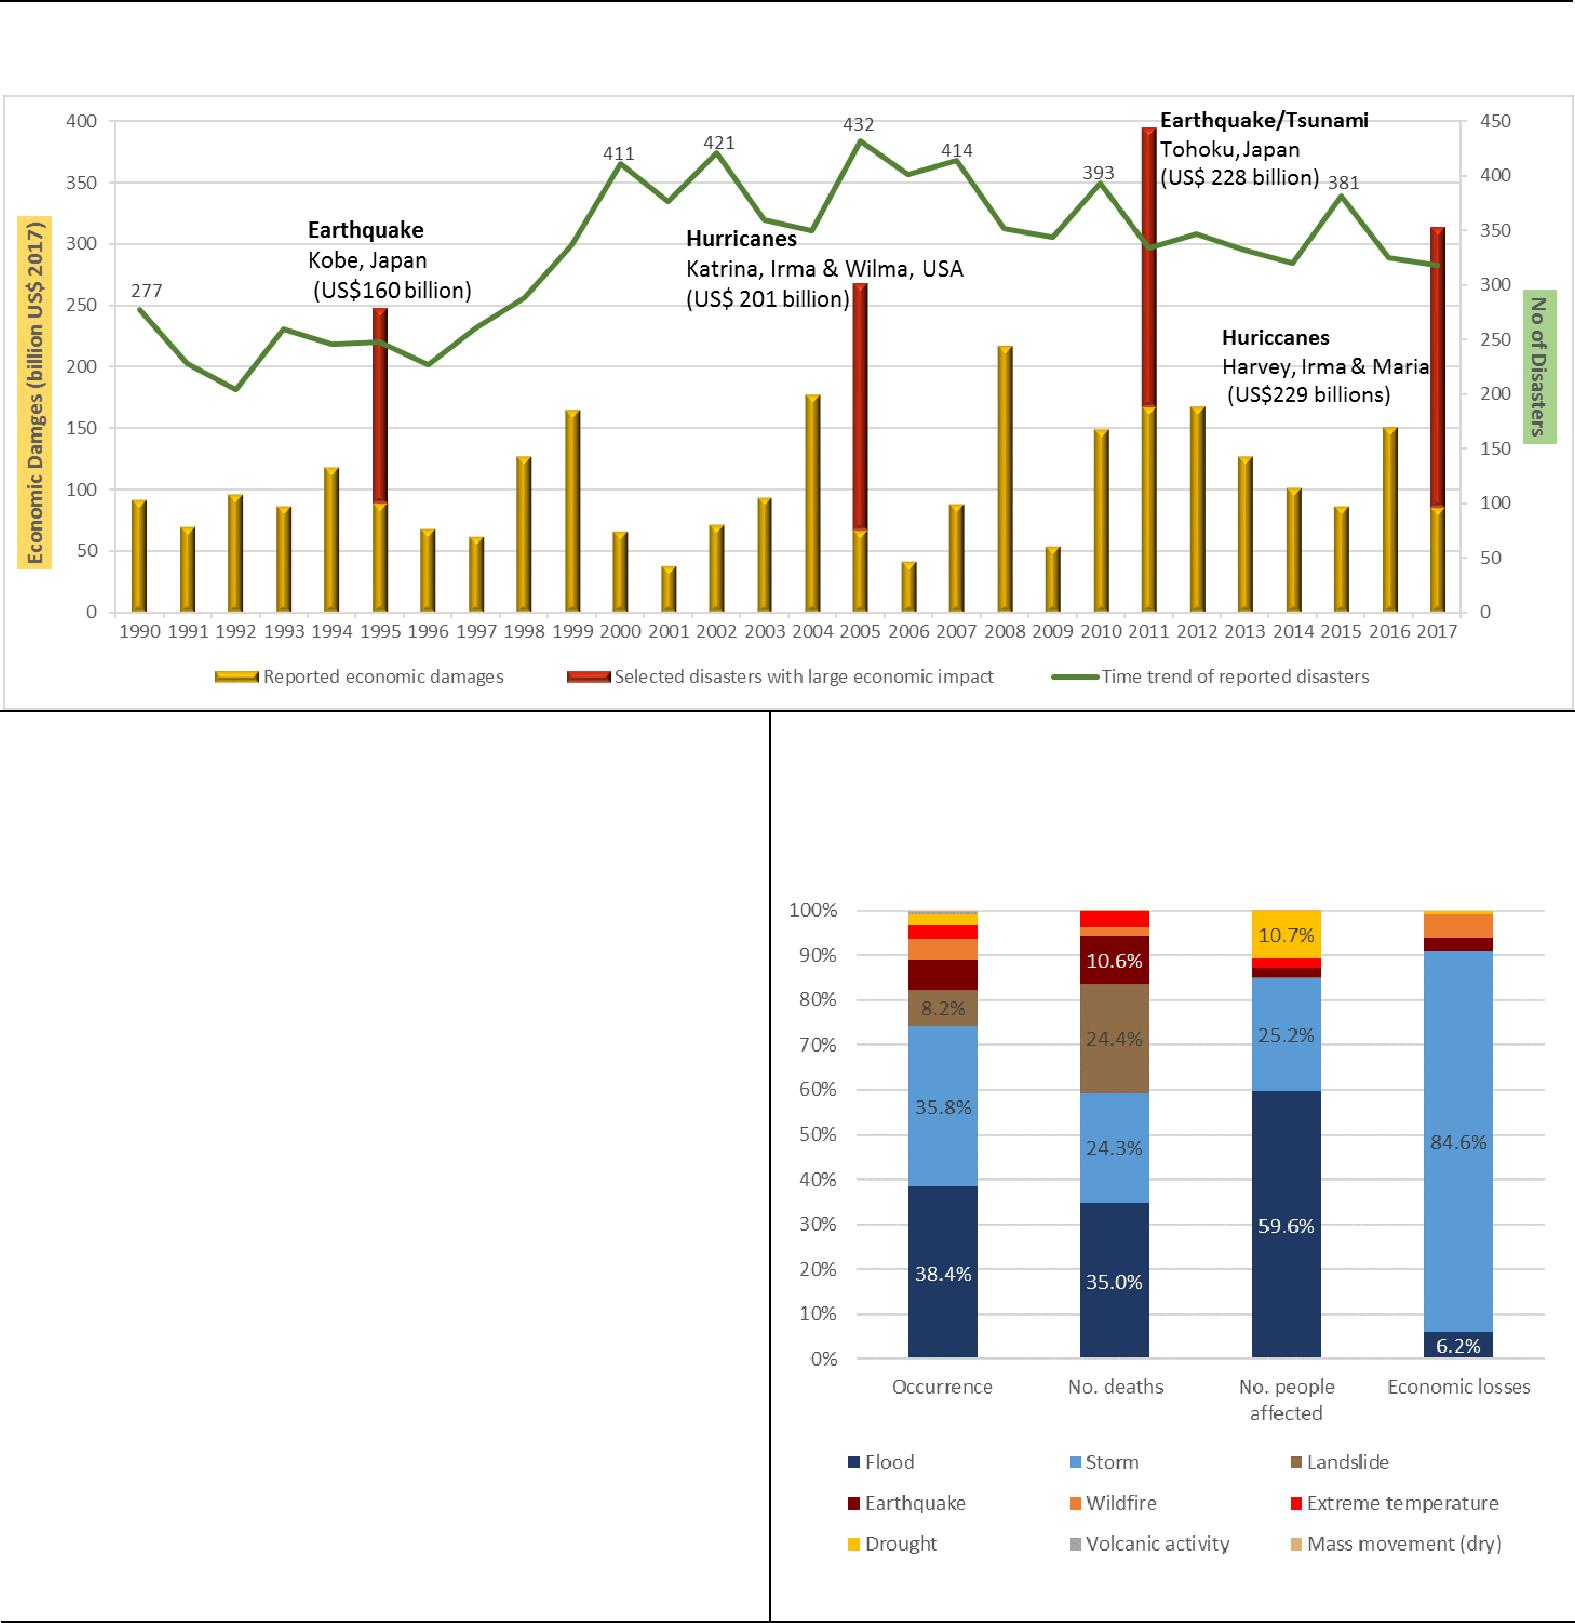 400
350
300
250
200
150
100
50
0
Economic Damges (billion US$ 2017)
450
400
350
300
250
200
150
100
50
0
No of Disasters
277
411
421
432
414
393
381
Earthquake
Kobe, Japan
(US$160 billion)
Hurricanes
Katrina, Irma & Wilma, USA
(US$ 201 billion)
Earthquake/Tsunami
Tohoku, Japan
(US$ 228 billion)
Huriccanes
Harvey, Irma & Maria
(US$229 billions)
1990 1991 1992 1993 1994 1995 1996 1997 1998 1999 2000 2001 2002 2003 2004 2005 2006 2007 2008 2009 2010 2011 2012 2013 2014 2015 2016 2017
Reported economic damages Selected disasters with large economic impact Time trend of reported disasters
100%
90%
80%
70%
60%
50%
40%
30%
20%
10%
0%
8.2%
35.8%
38.4%
10.6%
24.4%
24.3%
35.0%
10.7%
25.2%
59.6%
84.6%
6.2%
Occurrence No. deaths No. people Economic losses
affected
Flood Storm Landslide
Earthquake Wildfire Extreme temperature
Drought Volcanic activity Mass movement (dry)